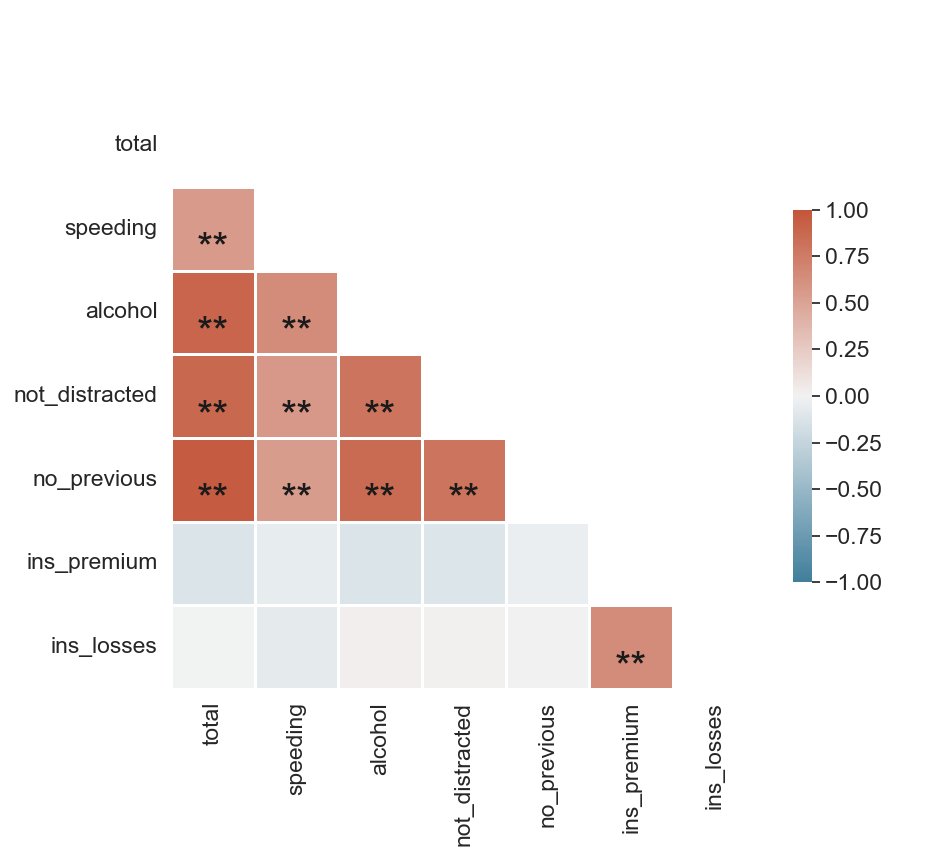 total
speeding
**
1.00
0.75
alcohol
** **
0.50
0.25
not_distracted
** ** **
0.00
−0.25
no_previous
** ** ** **
−0.50
−0.75
ins_premium
−1.00
ins_losses
**
total
speeding
alcohol
not_distracted
no_previous
ins_premium
ins_losses